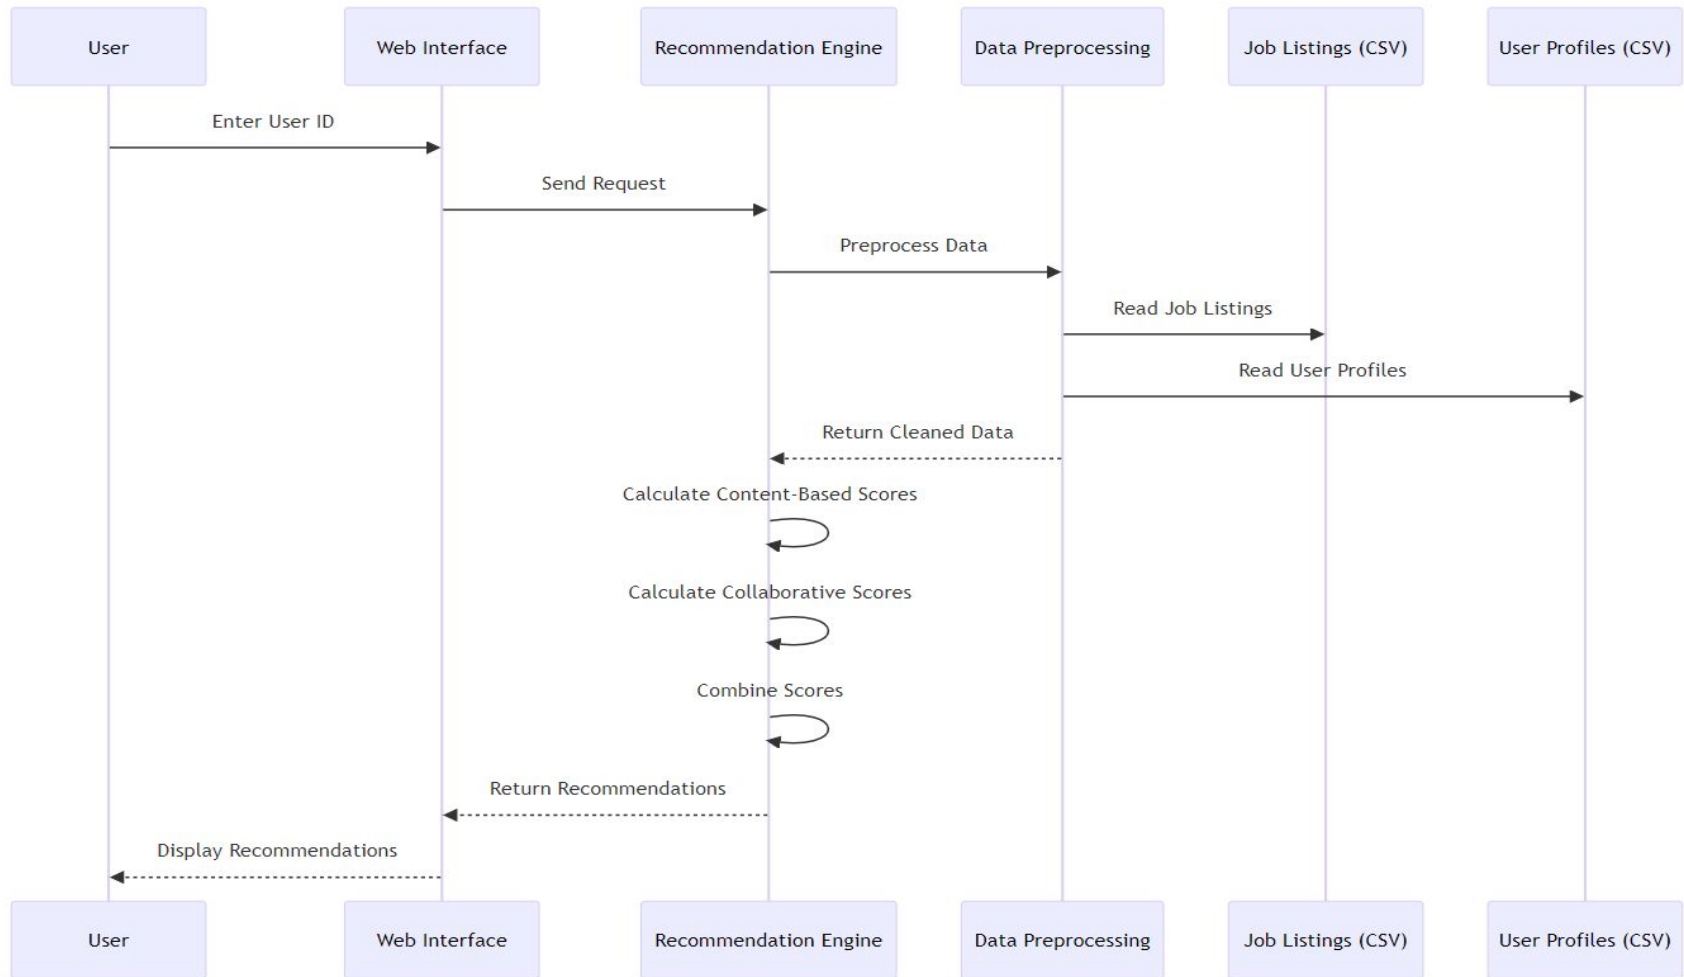 User
Web Interface
Recommendation Engine
Data Preprocessing
Job Listings (CSV)
User Profiles (CSV)
Enter User ID
Send Request
Preprocess Data
Read Job Listings
Read User Profiles
Return Cleaned Data
Calculate Content-Based Scores
Calculate Collaborative Scores
Combine Scores
Return Recommendations
Display Recommendations
User
Web Interface
Recommendation Engine
Data Preprocessing
Job Listings (CSV)
User Profiles (CSV)